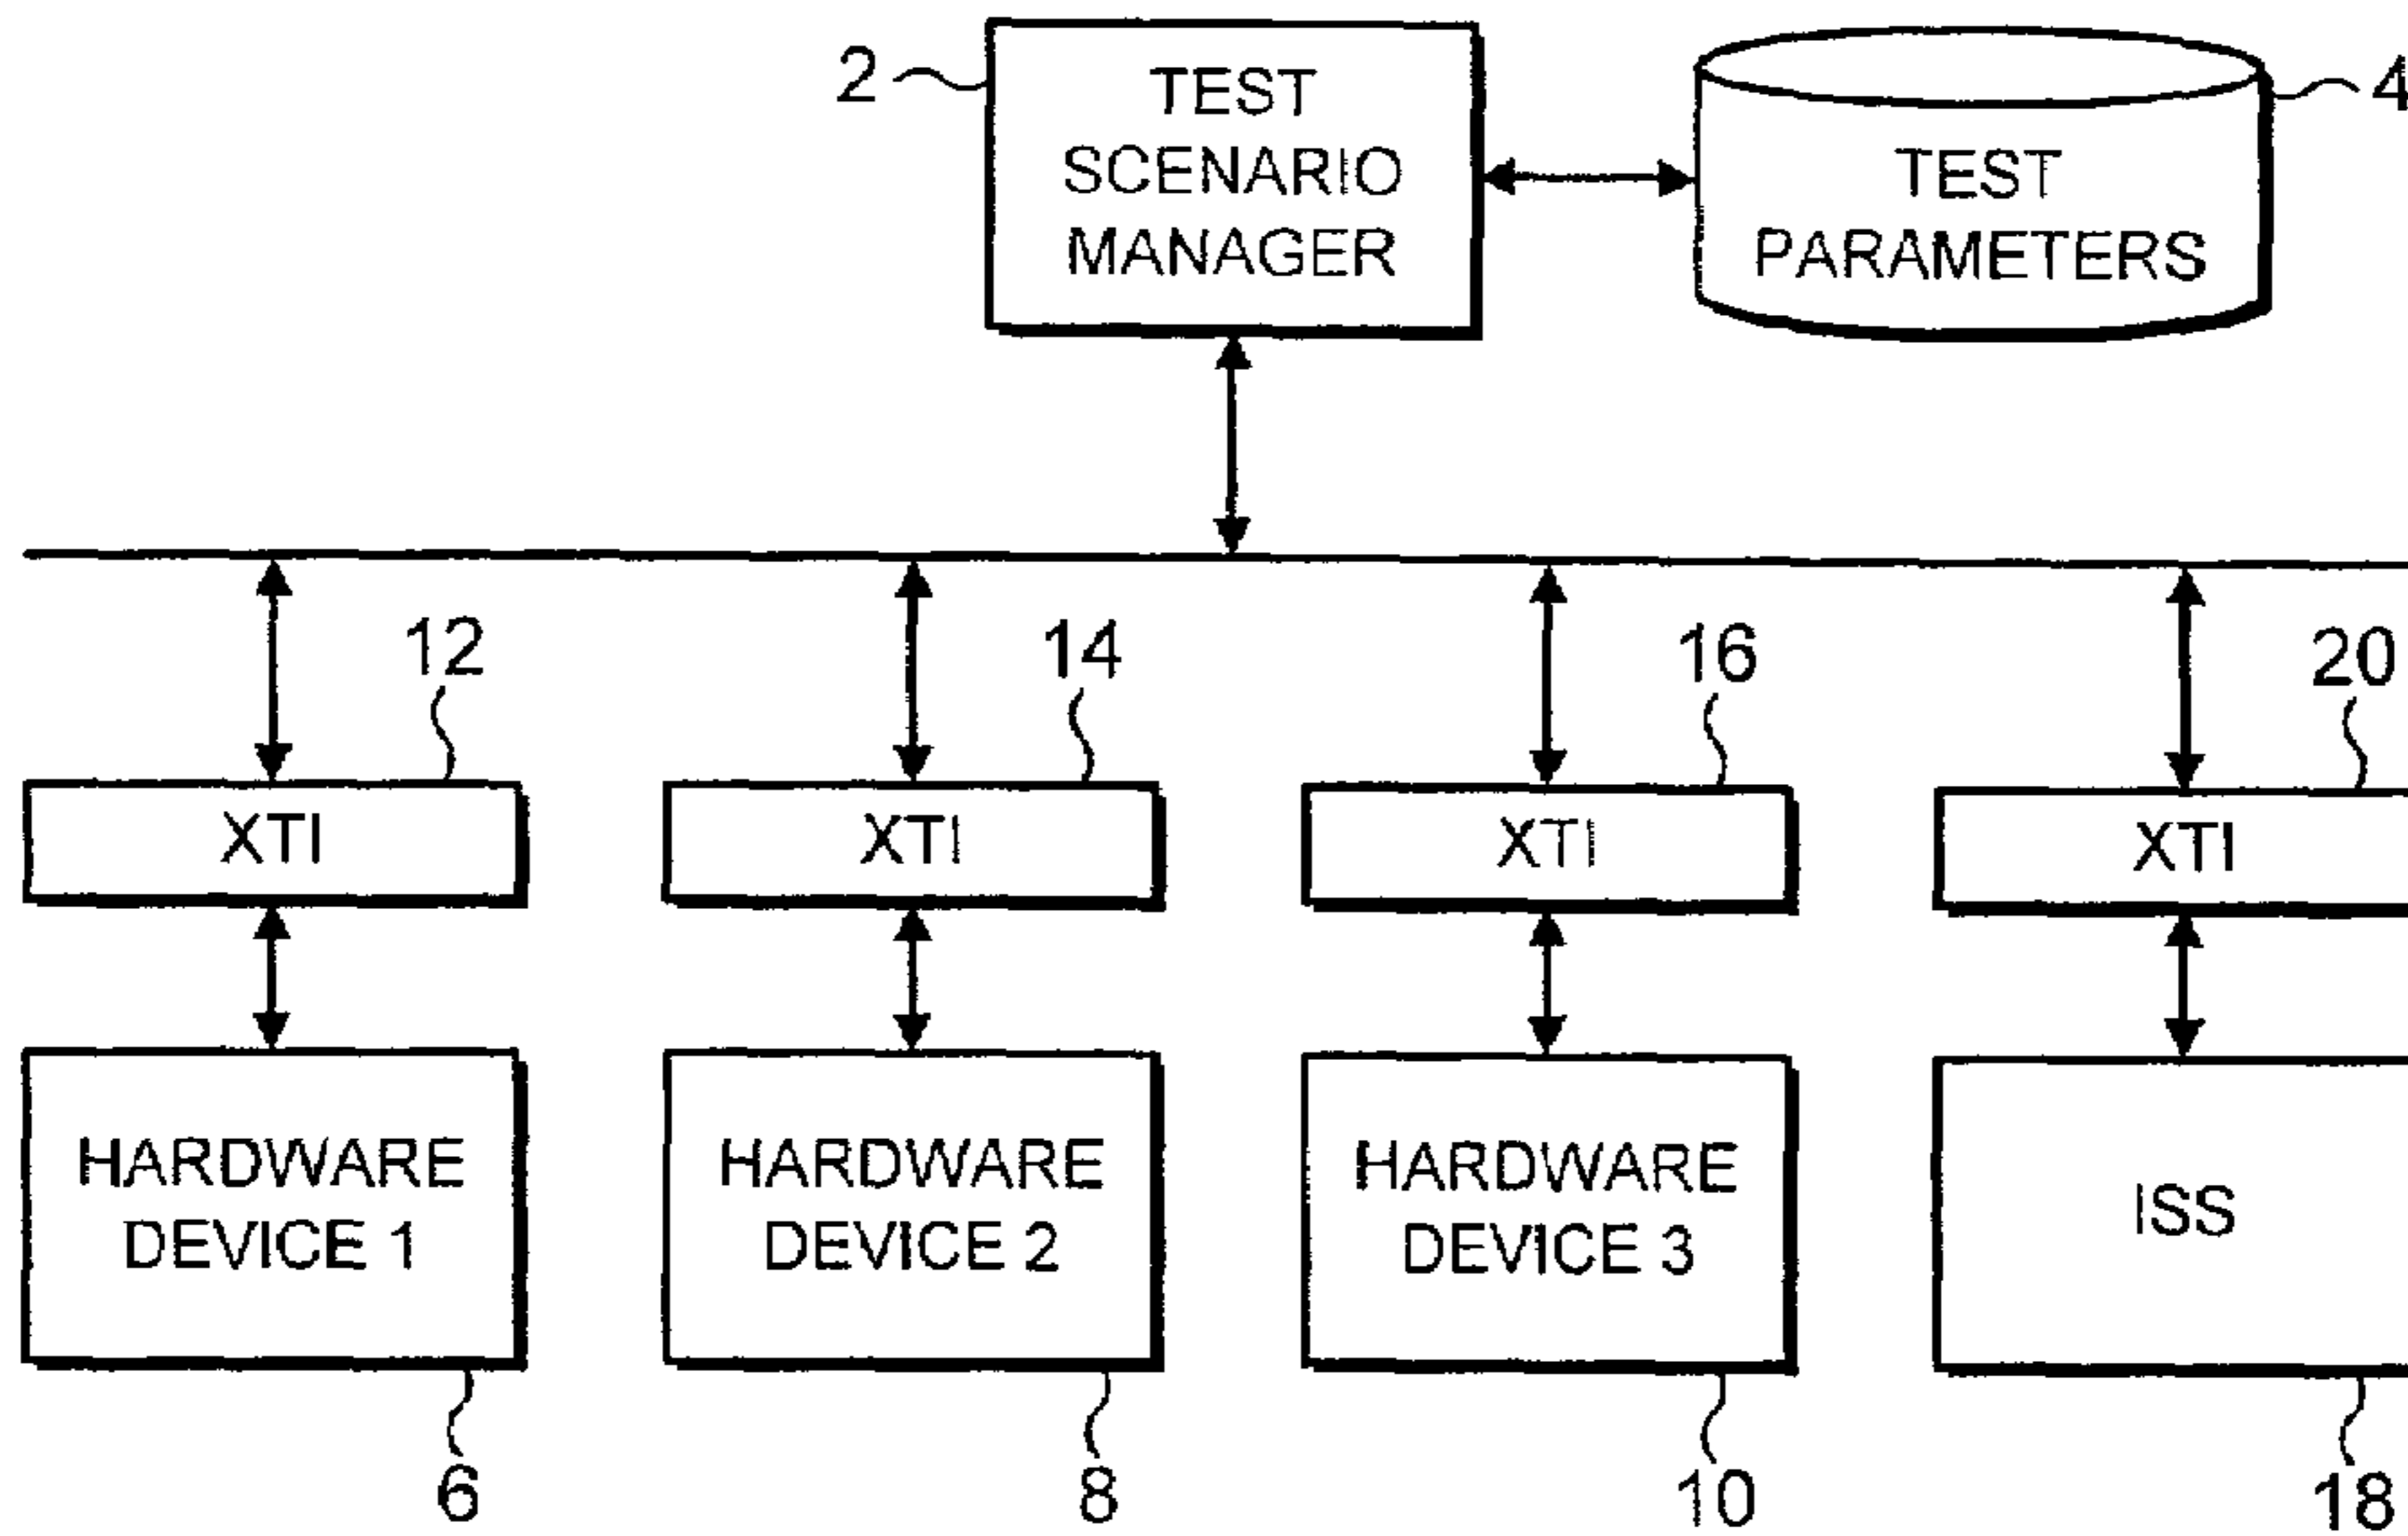 2
TEST
SCENARIO
MANAGER
4
TEST
PARAMETERS
12
14
16
20
XTI
XTI
XTI
XTI
HARDWARE
DEVICE 1
HARDWARE
DEVICE 2
HARDWARE
DEVICE 3
ISS
6
8
10
18